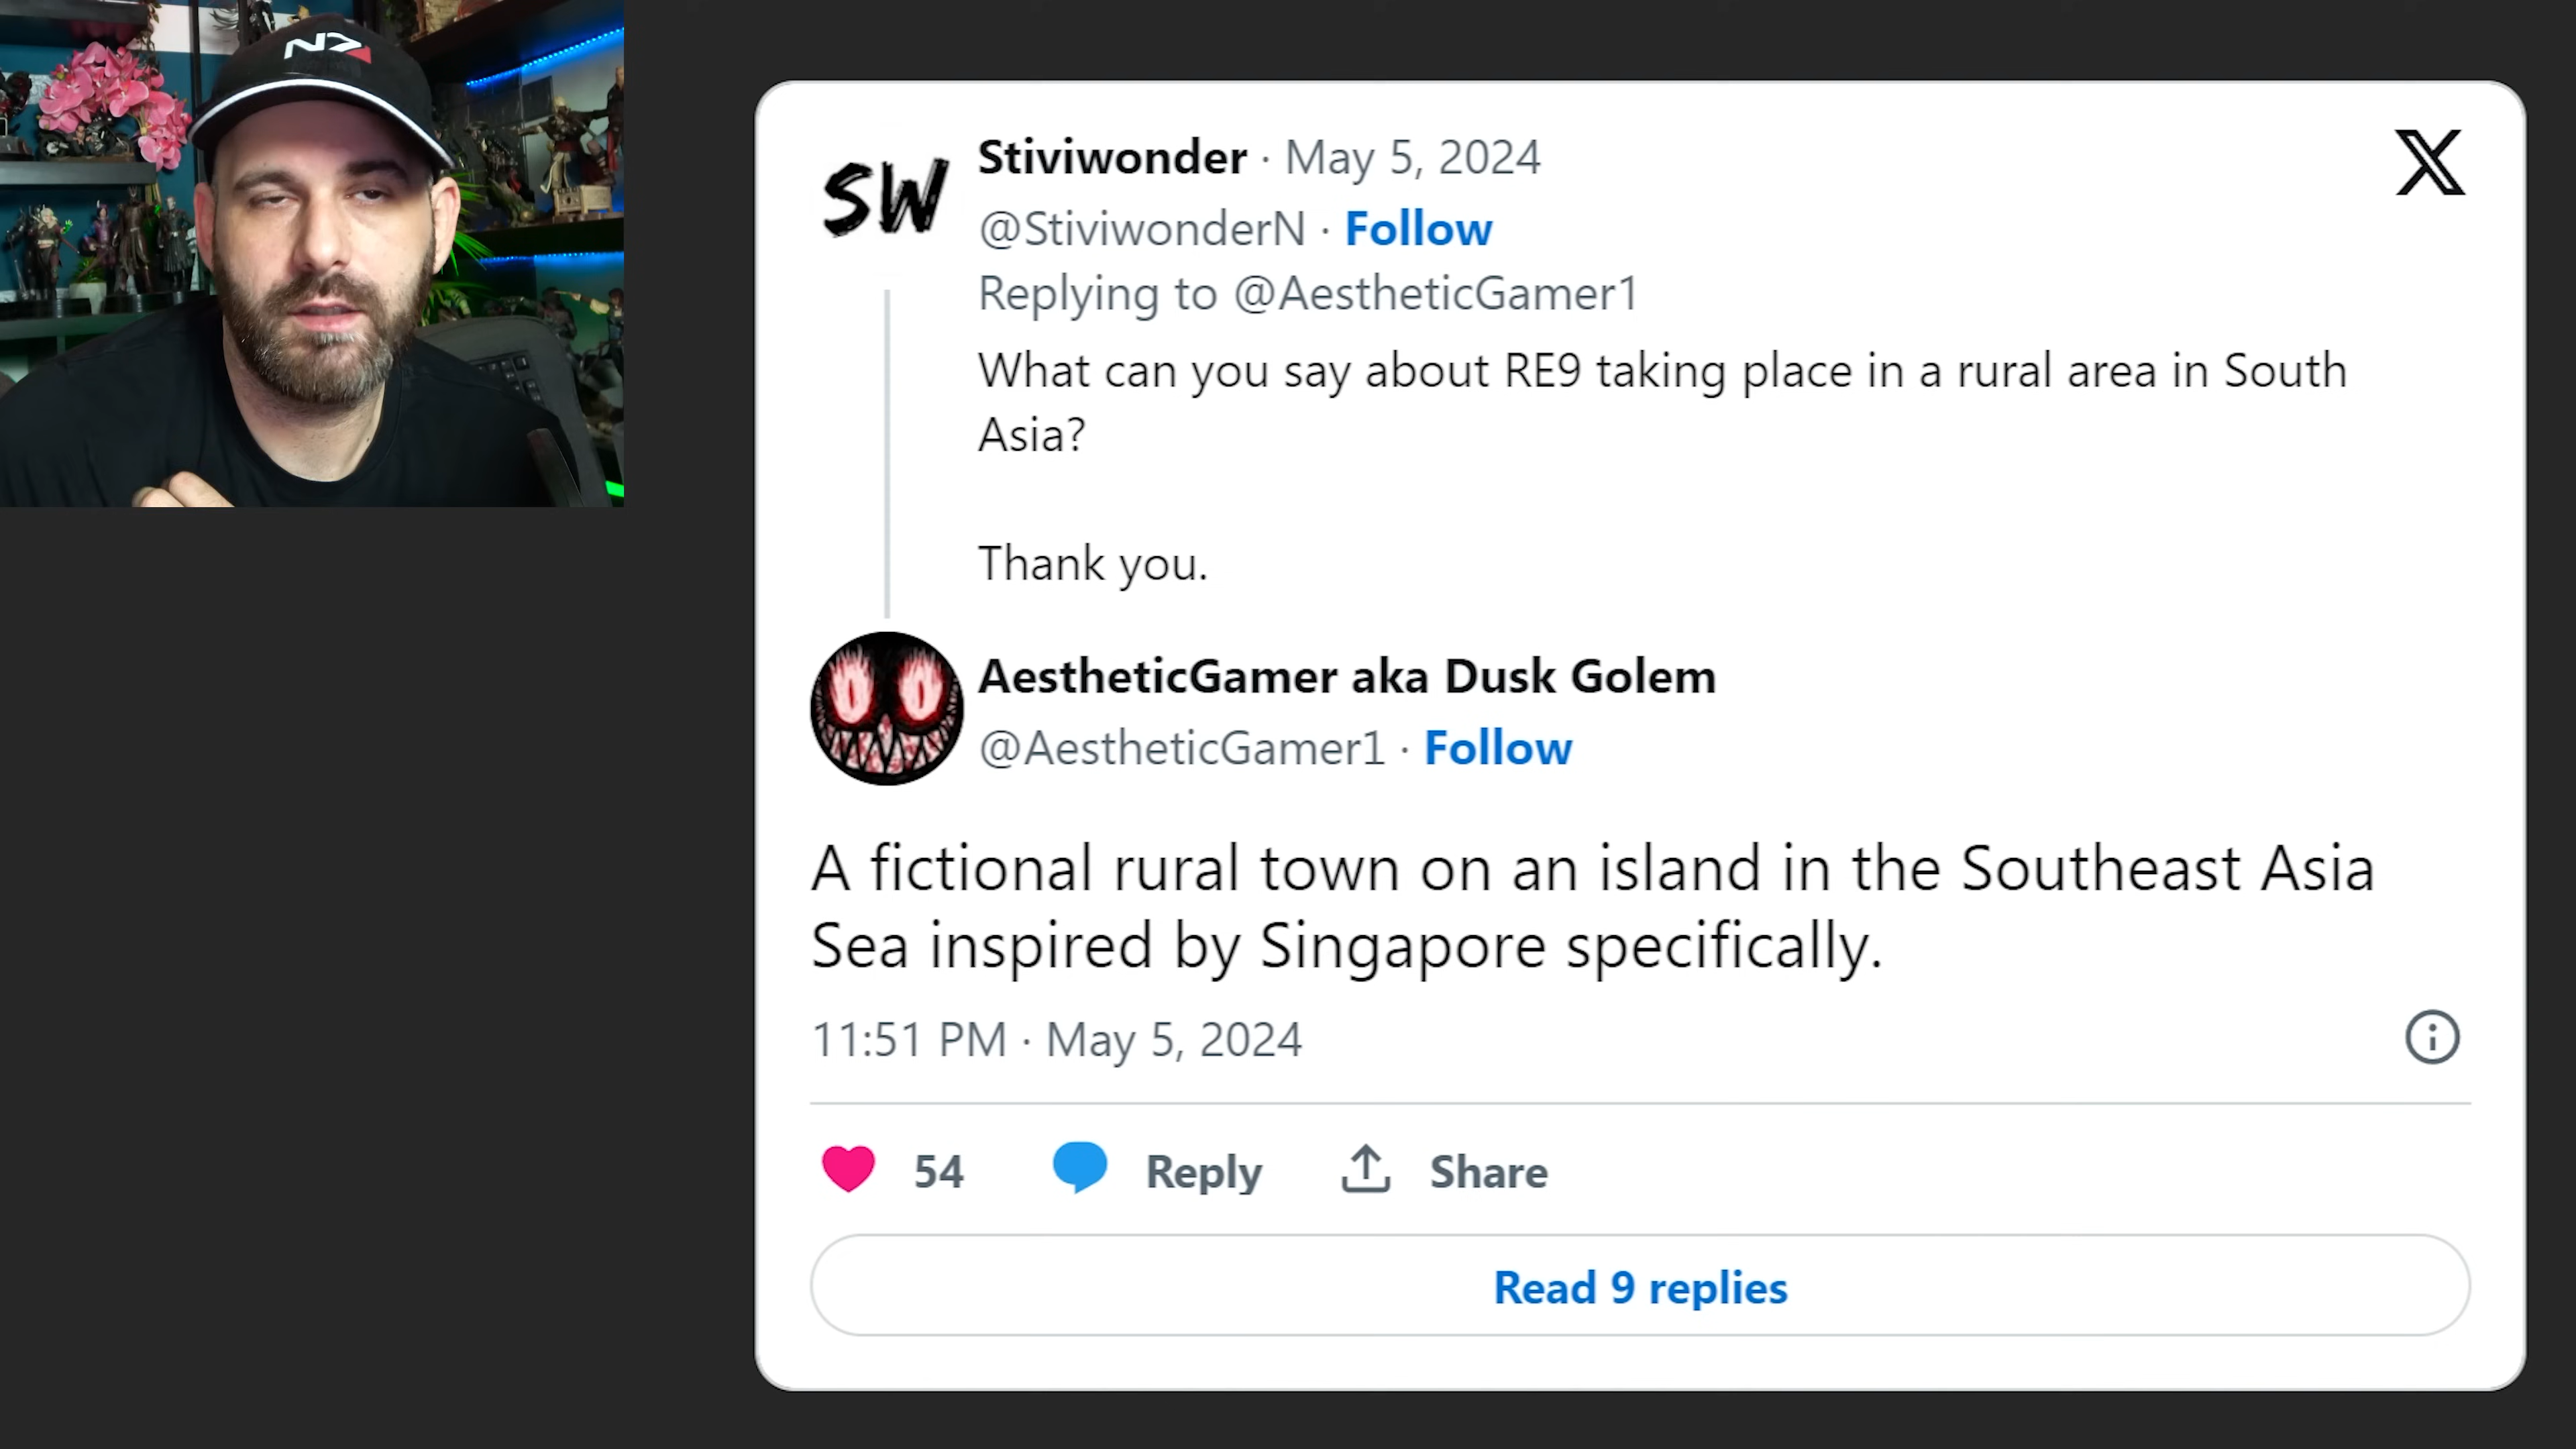 N7
SW
Stiviwonder · May 5, 2024
@StiviwonderN · Follow
Replying to @AestheticGamer1
What can you say about RE9 taking place in a rural area in South
Asia?
Thank you.
AestheticGamer aka Dusk Golem
@AestheticGamer1 · Follow
A fictional rural town on an island in the Southeast Asia
Sea inspired by Singapore specifically.
11:51 PM · May 5, 2024
54 Reply Share
Read 9 replies